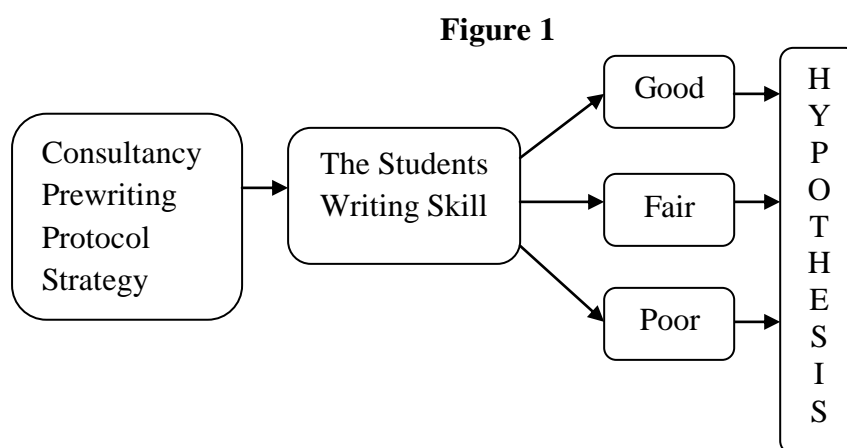 Figure 1
Consultancy
Prewriting
Protocol
Strategy
The Students
Writing Skill
Good
Fair
Poor
H
Y
P
O
T
H
E
S
I
S